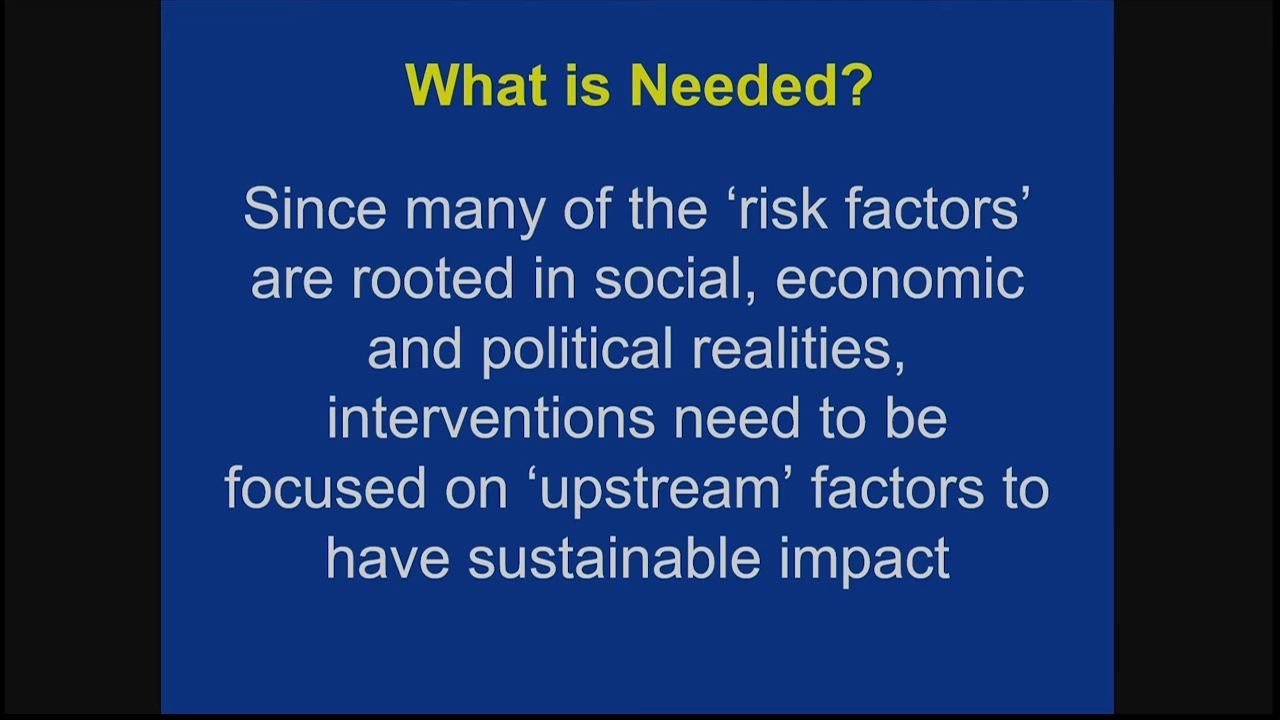 What is Needed?
Since many of the ‘risk factors’
are rooted in social, economic
and political realities,
interventions need to be
focused on ‘upstream’ factors to
have sustainable impact